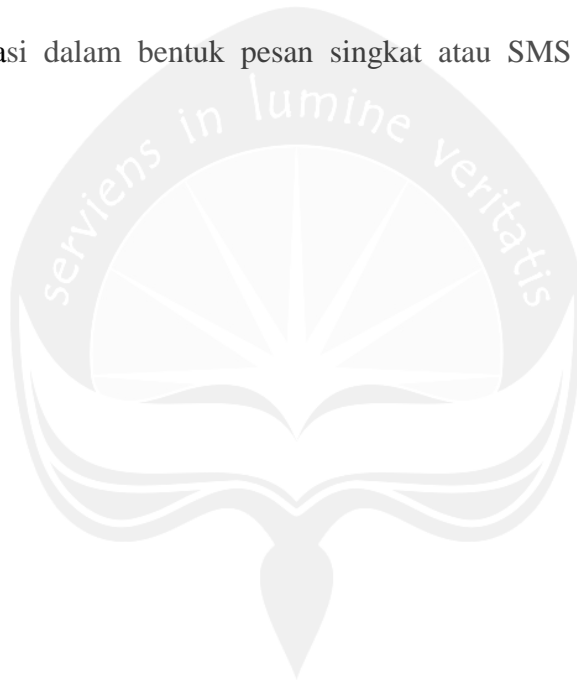 asi dalam bentuk pesan singkat atau SMS
serviens in lumine veritatis